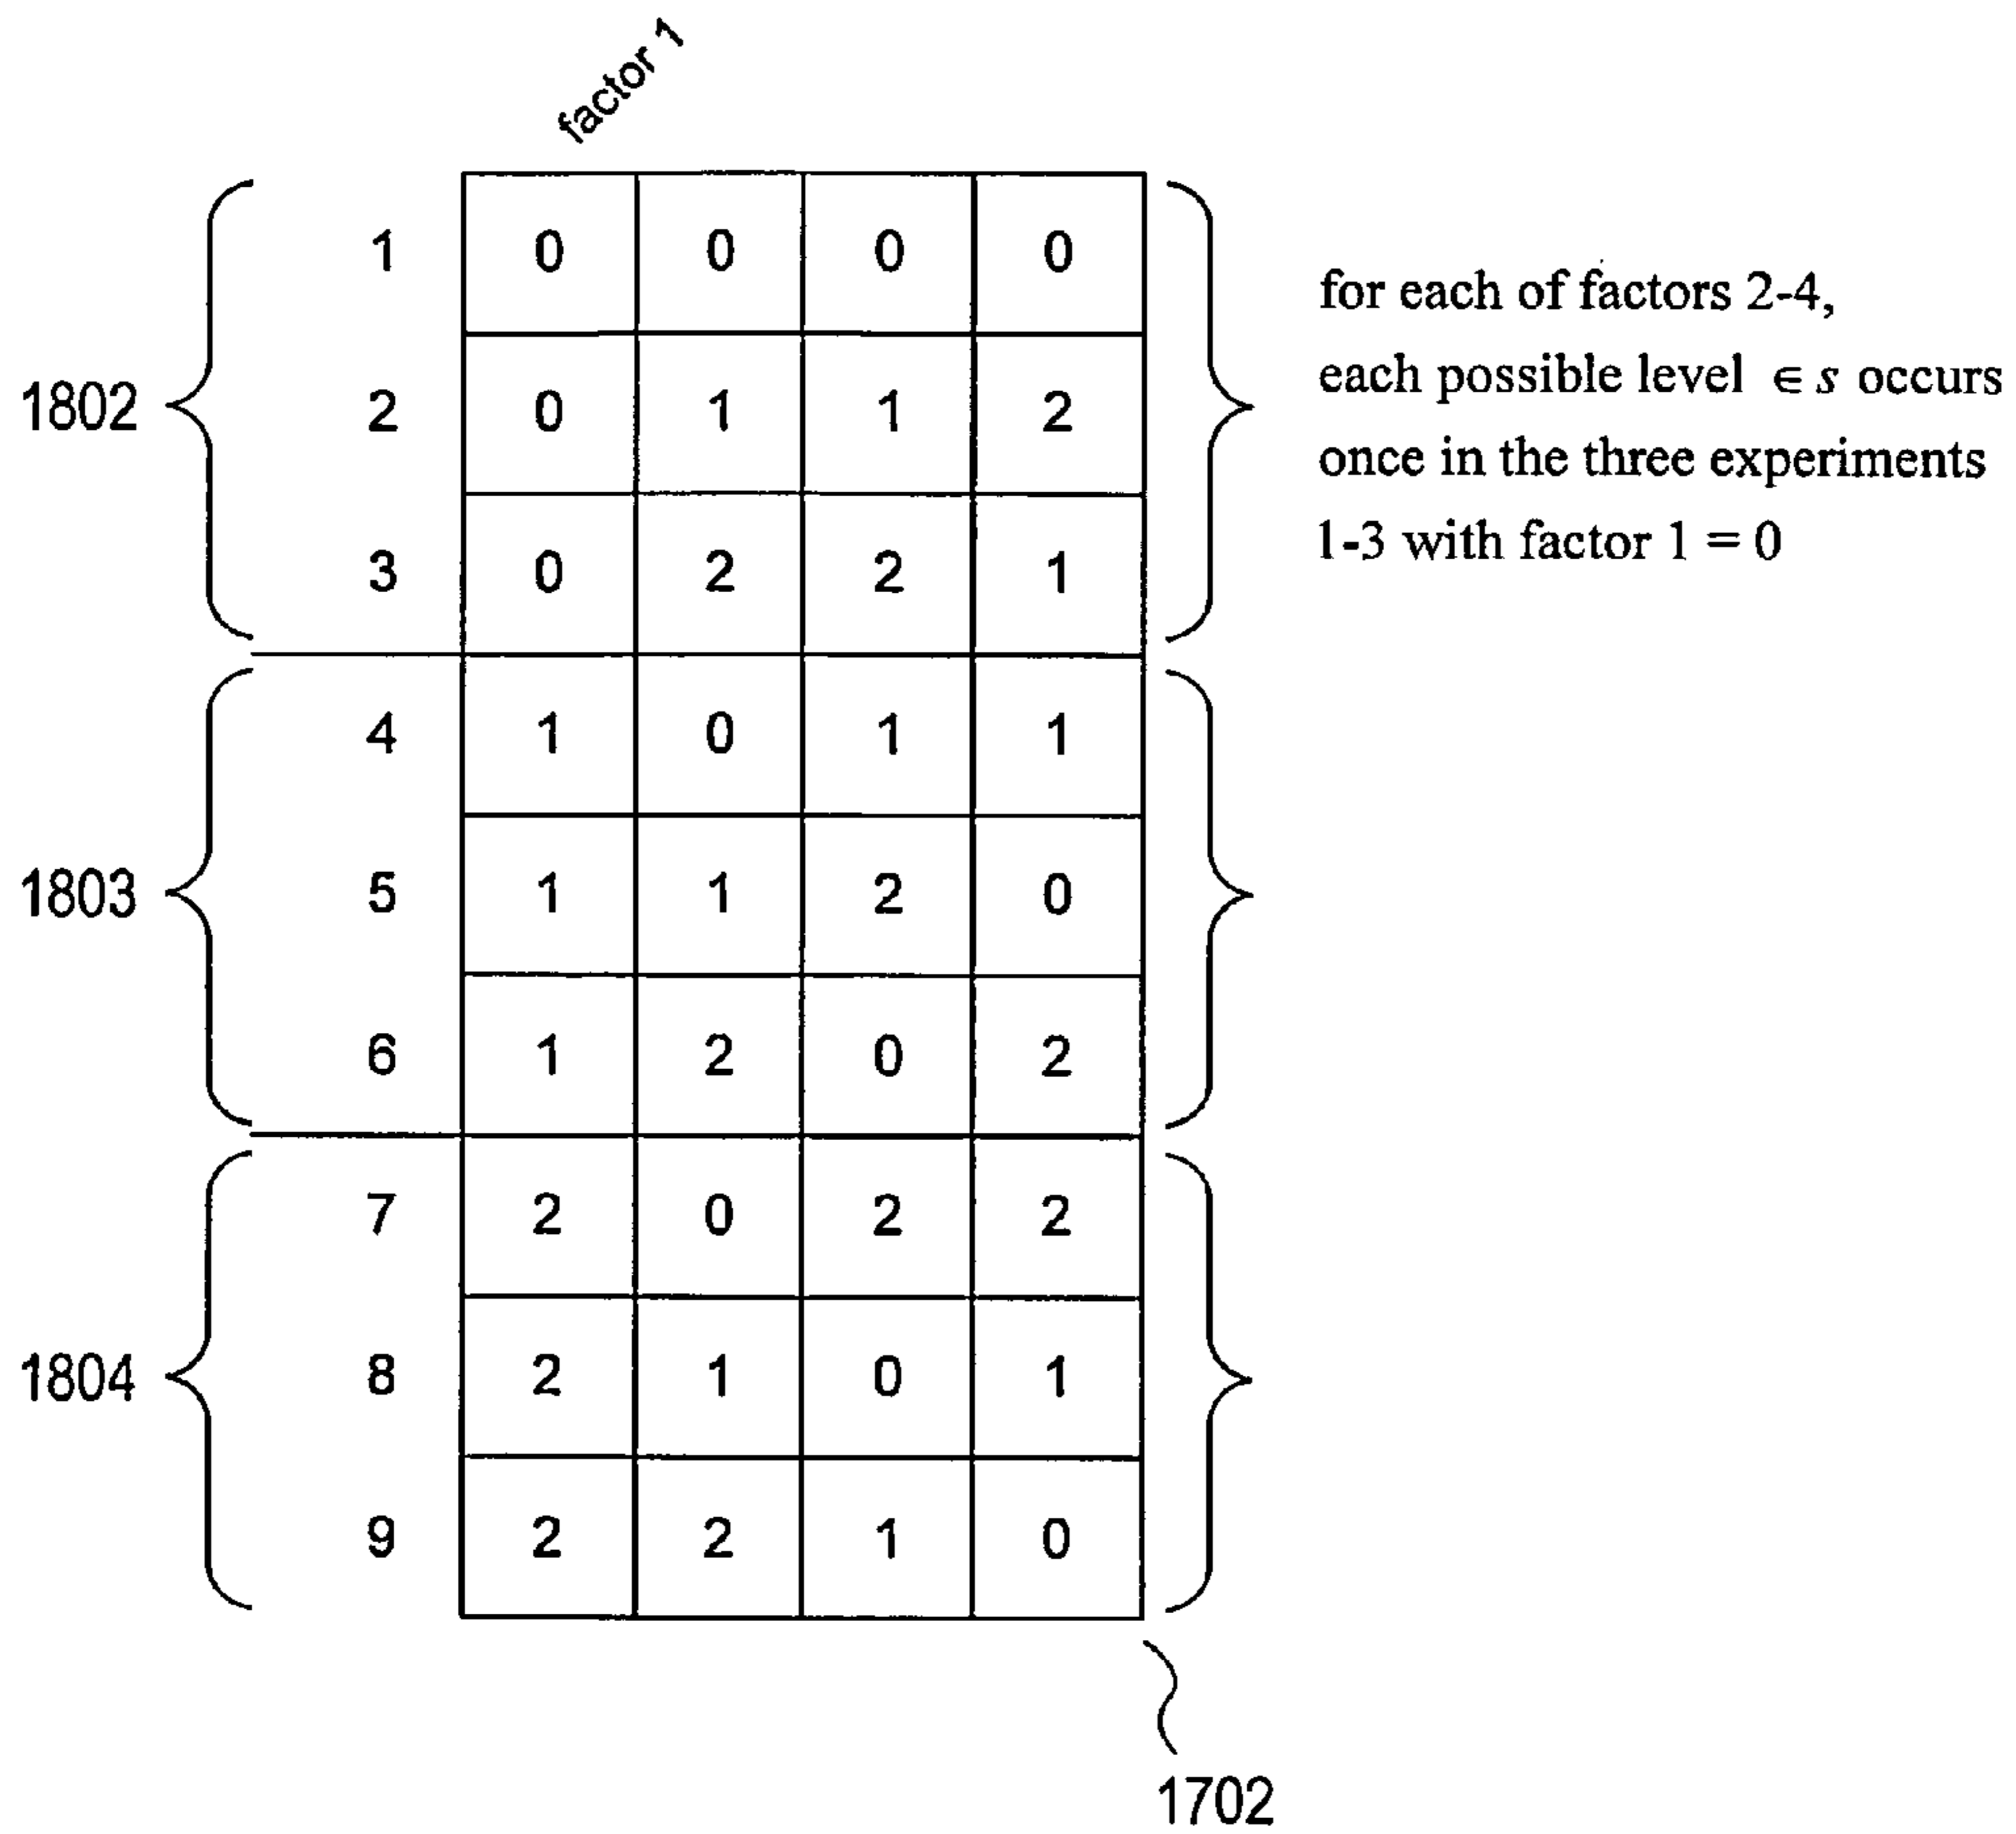 factor 1
1 0 0 0 0
for each of factors 2-4,
each possible level ∈ s occurs
1802 2 0 1 1 2
once in the three experiments
1-3 with factor 1 = 0
3 0 2 2 1
4 1 0 1 1
1803 5 1 1 2 0
6 1 2 0 2
7 2 0 2 2
1804 8 2 1 0 1
9 2 2 1 0
1702